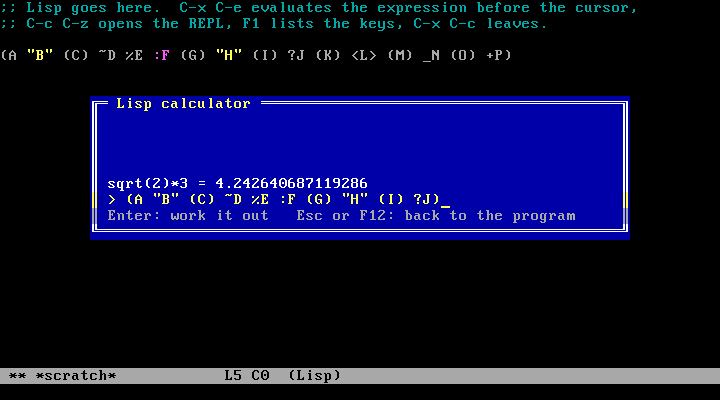 ;; Lisp goes here.  C-x C-e evaluates the expression before the cursor,
;; C-c C-z opens the REPL, F1 lists the keys, C-x C-c leaves.
(A "B" (C) ~D %E :F (G) "H" (I) ?J (K) <L> (M) _N (O) +P)
Lisp calculator
sqrt(2)*3 = 4.242640687119286
> (A "B" (C) ~D %E :F (G) "H" (I) ?J)_
Enter: work it out   Esc or F12: back to the program
** *scratch*            L5 C0  (Lisp)